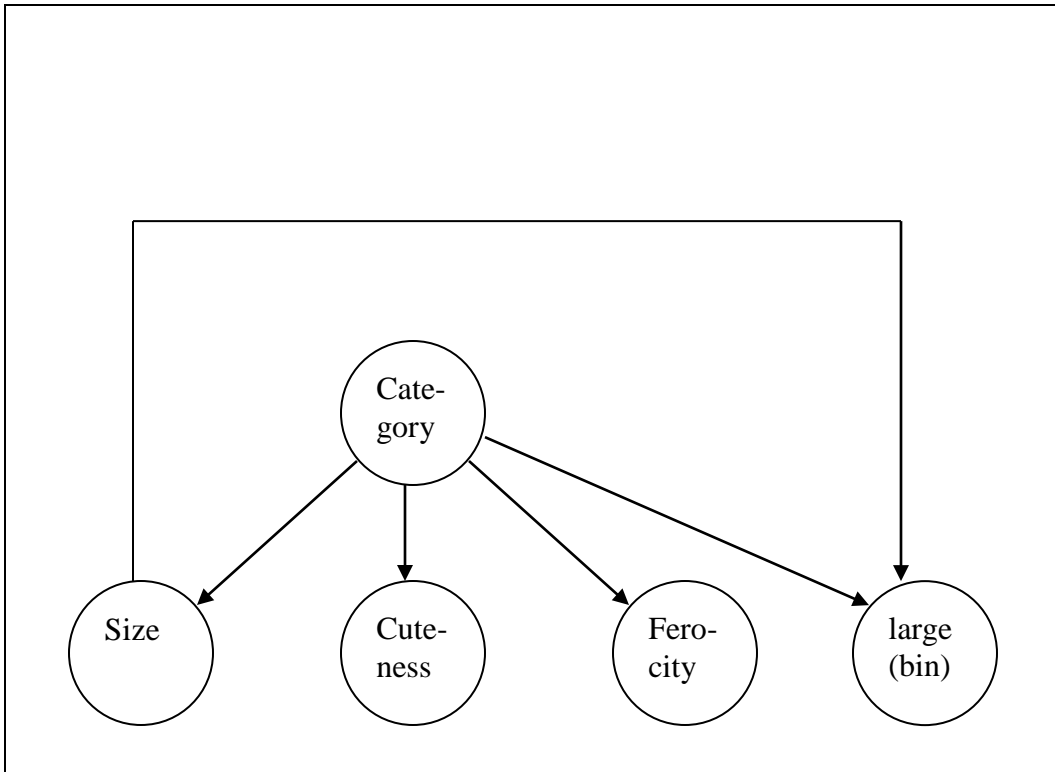 Cate-
gory
Size
Cute-
ness
Fero-
city
large
(bin)